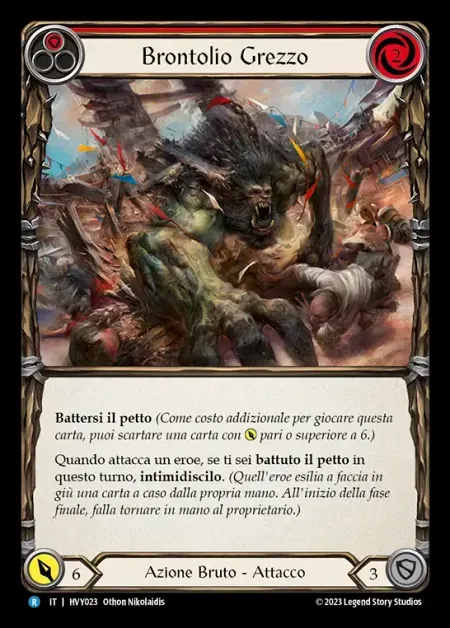 Brontolio Grezzo
2
Battersi il petto (Come costo addizionale per giocare questa
carta, puoi scartare una carta con pari o superiore a 6.)
Quando attacca un eroe, se ti sei battuto il petto in
questo turno, intimidiscilo. (Quell'eroe esilia a faccia in
giù una carta a caso dalla propria mano. All'inizio della fase
finale, falla tornare in mano al proprietario.)
6
Azione Bruto - Attacco
3
R IT | HVY023 Othon Nikolaidis
© 2023 Legend Story Studios